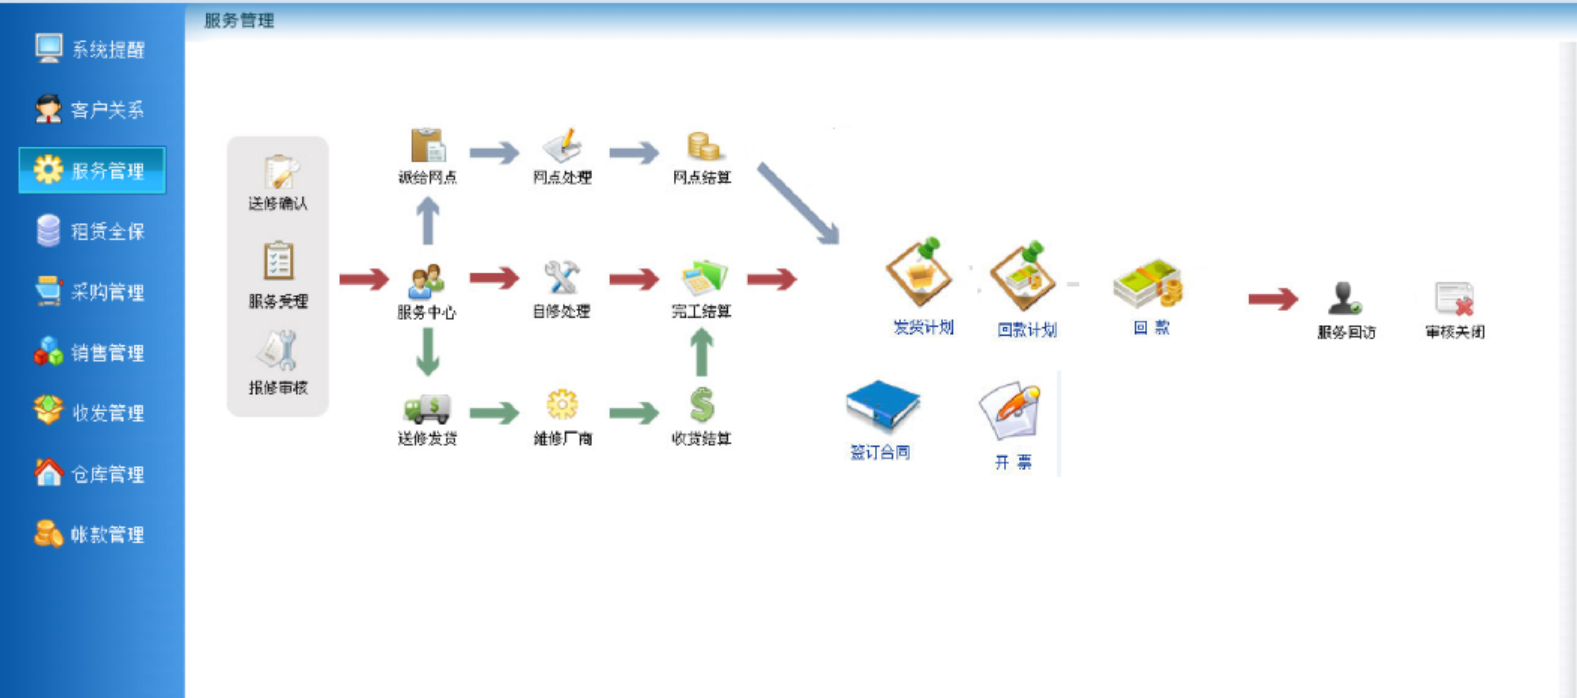 服务管理
系统提醒
客户关系
服务管理
租赁全保
采购管理
销售管理
收发管理
仓库管理
帐款管理
送修确认
服务受理
报修审核
派给网点
网点处理
网点结算
服务中心
自修处理
完工结算
送修发货
维修厂商
收货结算
发货计划
回款计划
回 款
签订合同
开 票
服务回访
审核关闭